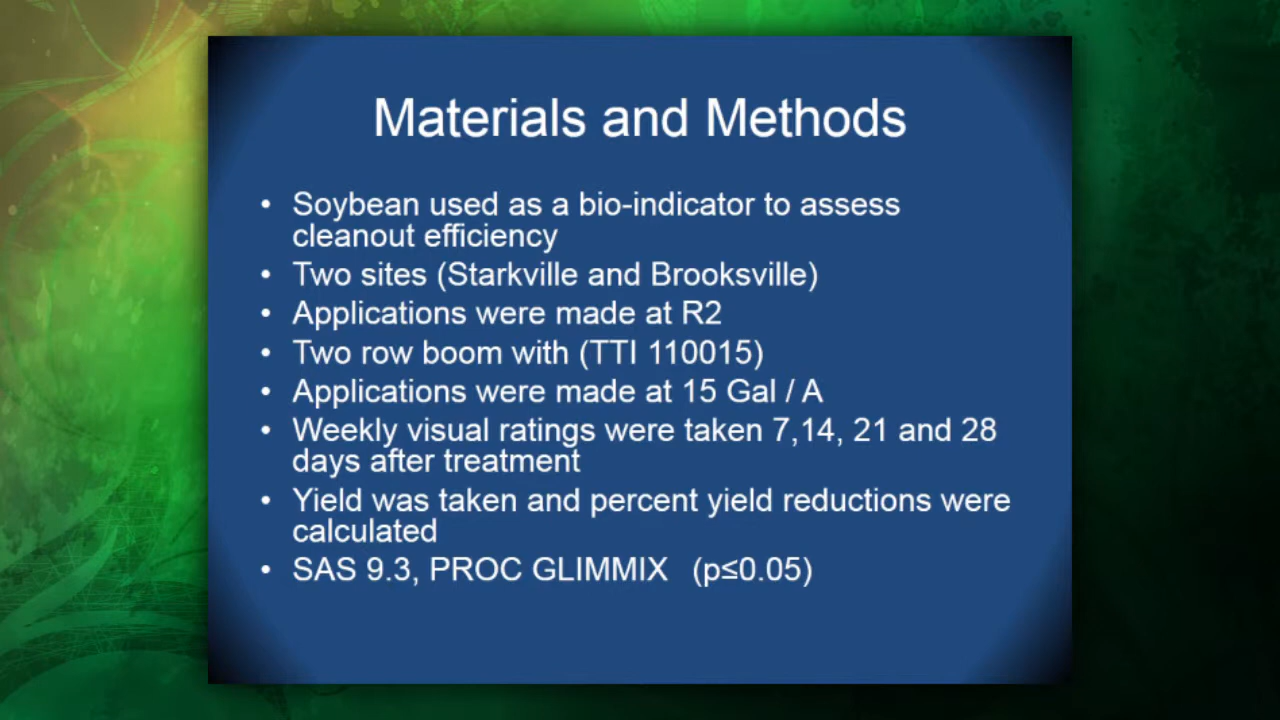 Materials and Methods
• Soybean used as a bio-indicator to assess
cleanout efficiency
• Two sites (Starkville and Brooksville)
• Applications were made at R2
• Two row boom with (TTI 110015)
• Applications were made at 15 Gal / A
• Weekly visual ratings were taken 7,14, 21 and 28
days after treatment
• Yield was taken and percent yield reductions were
calculated
• SAS 9.3, PROC GLIMMIX (p≤0.05)